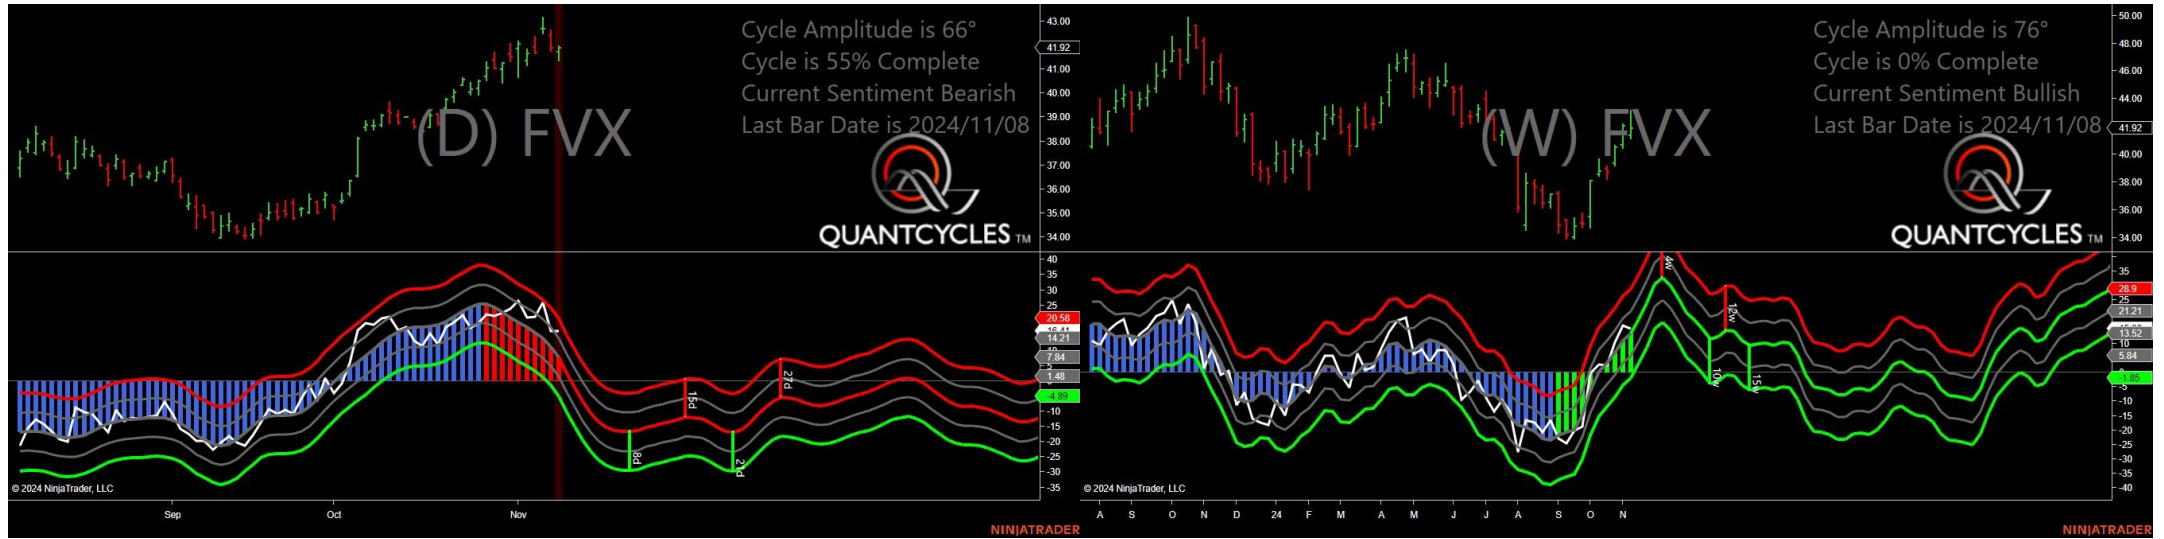 Cycle Amplitude is 66°
Cycle is 55% Complete
Current Sentiment Bearish
Last Bar Date is 2024/11/08
(D) FVX
QUANTCYCLES TM
43.00
41.92
41.00
40.00
39.00
38.00
37.00
36.00
35.00
34.00
40
35
30
25
20.58
14.21
10
7.84
5
1.48
-4.89
-10
-15
-20
-25
-30
-35
8d
15d
21d
27d
© 2024 NinjaTrader, LLC
Sep Oct Nov
NINJATRADER
Cycle Amplitude is 76°
Cycle is 0% Complete
Current Sentiment Bullish
Last Bar Date is 2024/11/08
(W) FVX
QUANTCYCLES TM
50.00
48.00
46.00
44.00
41.92
40.00
38.00
36.00
34.00
35
28.9
25
21.21
13.52
10
5.84
-1.85
-5
-10
-15
-20
-25
-30
-35
-40
4w
12w
10w
15w
© 2024 NinjaTrader, LLC
A S O N D 24 F M A M J J A S O N
NINJATRADER